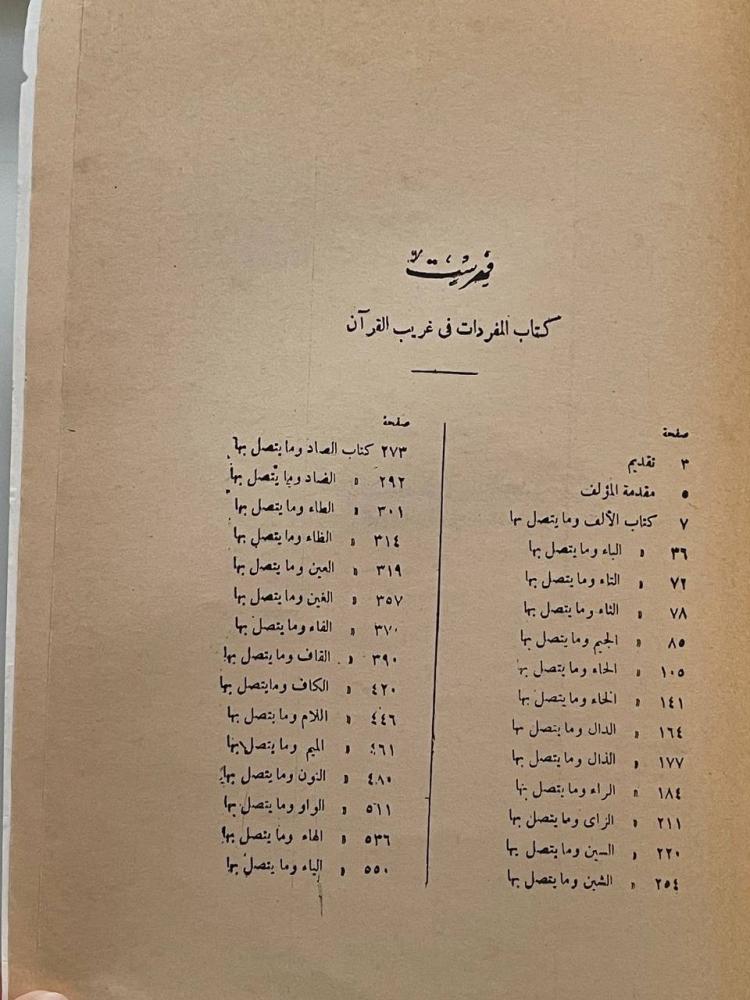 فهرست
كتاب المفردات فى غريب القرآن
صفحة
٣ تقديم
٥ مقدمة المؤلف
٧ كتاب الألف وما يتصل بها
٣٦ » الباء وما يتصل بها
٧٢ » التاء وما يتصل بها
٧٨ » الثاء وما يتصل بها
٨٥ » الجيم وما يتصل بها
١٠٥ » الحاء وما يتصل بها
١٤١ » الخاء وما يتصل بها
١٦٤ » الدال وما يتصل بها
١٧٧ » الذال وما يتصل بها
١٨٤ » الراء وما يتصل بها
٢١١ » الزاى وما يتصل بها
٢٢٠ » السين وما يتصل بها
٢٥٤ » الشين وما يتصل بها
صفحة
٢٧٣ كتاب الصاد وما يتصل بها
٢٩٢ » الضاد وما يتصل بها
٣٠١ » الطاء وما يتصل بها
٣١٤ » الظاء وما يتصل بها
٣١٩ » العين وما يتصل بها
٣٥٧ » الغين وما يتصل بها
٣٧٠ » الفاء وما يتصل بها
٣٩٠ » القاف وما يتصل بها
٤٢٠ » الكاف وما يتصل بها
٤٤٦ » اللام وما يتصل بها
٤٦١ » الميم وما يتصل بها
٤٨٠ » النون وما يتصل بها
٥١١ » الواو وما يتصل بها
٥٣٦ » الهاء وما يتصل بها
٥٥٠ » الياء وما يتصل بها